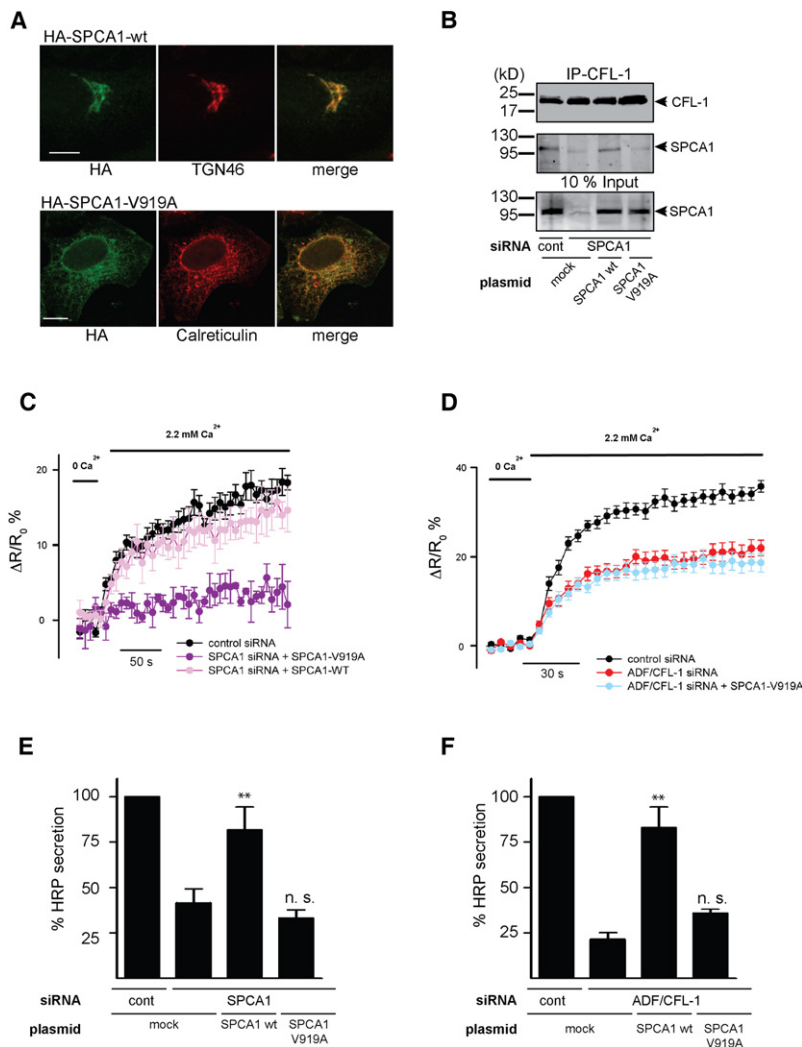 A
HA-SPCA1-wt
HA TGN46 merge
HA-SPCA1-V919A
HA Calreticulin merge
B
(kD) IP-CFL-1
25
17
CFL-1
130
95
SPCA1
10 % Input
130
95
SPCA1
siRNA cont SPCA1
plasmid mock SPCA1 wt SPCA1 V919A
C
2.2 mM Ca2+
0 Ca2+
20
10
0
ΔR/R0 %
50 s
control siRNA
SPCA1 siRNA + SPCA1-V919A
SPCA1 siRNA + SPCA1-WT
D
2.2 mM Ca2+
0 Ca2+
40
20
0
ΔR/R0 %
30 s
control siRNA
ADF/CFL-1 siRNA
ADF/CFL-1 siRNA + SPCA1-V919A
E
% HRP secretion
100
75
50
25
**
n. s.
siRNA cont SPCA1
plasmid mock SPCA1 wt SPCA1 V919A
F
% HRP secretion
100
75
50
25
**
n. s.
siRNA cont ADF/CFL-1
plasmid mock SPCA1 wt SPCA1 V919A